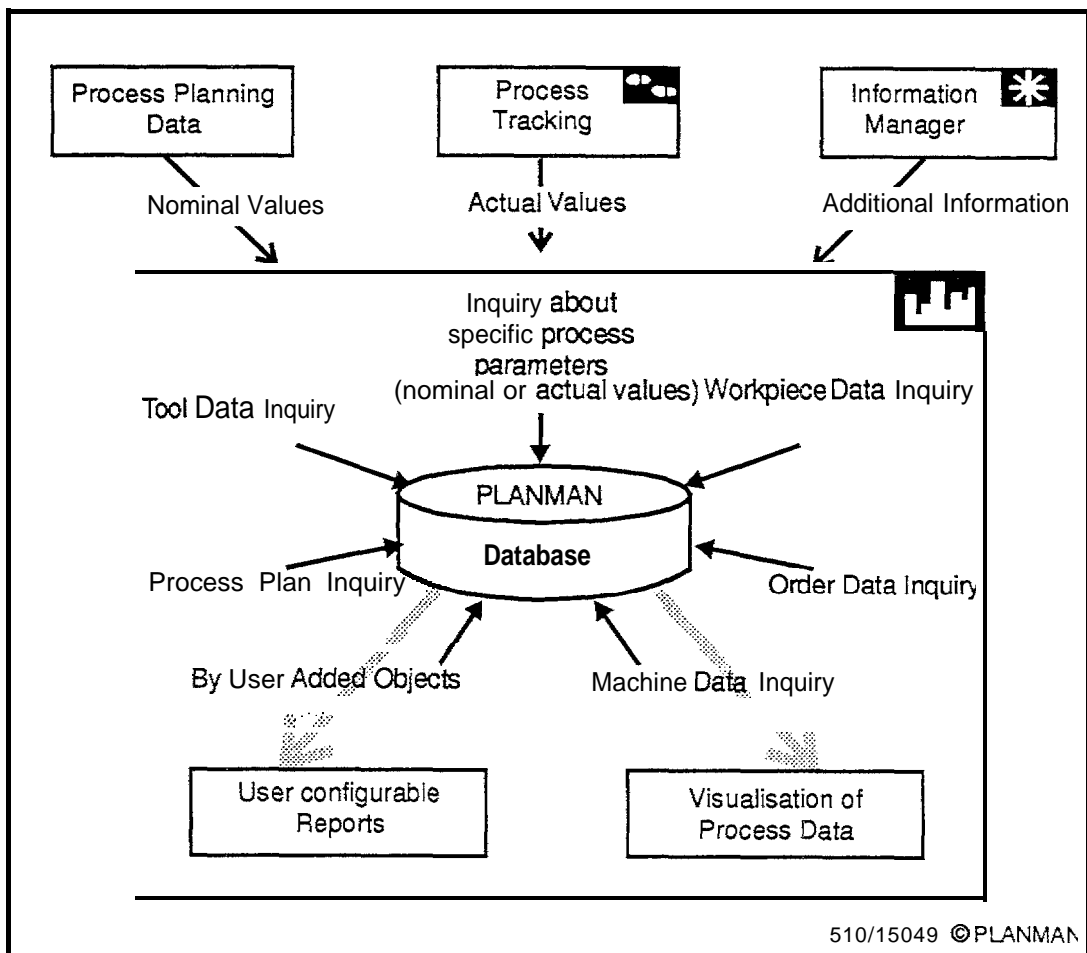 Process Planning
Data
Process
Tracking
Information
Manager
Nominal Values
Actual Values
Additional Information
Inquiry about
specific process
parameters
(nominal or actual values)
Workpiece Data Inquiry
Tool Data Inquiry
PLANMAN
Database
Process Plan Inquiry
Order Data Inquiry
By User Added Objects
Machine Data Inquiry
User configurable
Reports
Visualisation of
Process Data
510/15049 ©PLANMAN